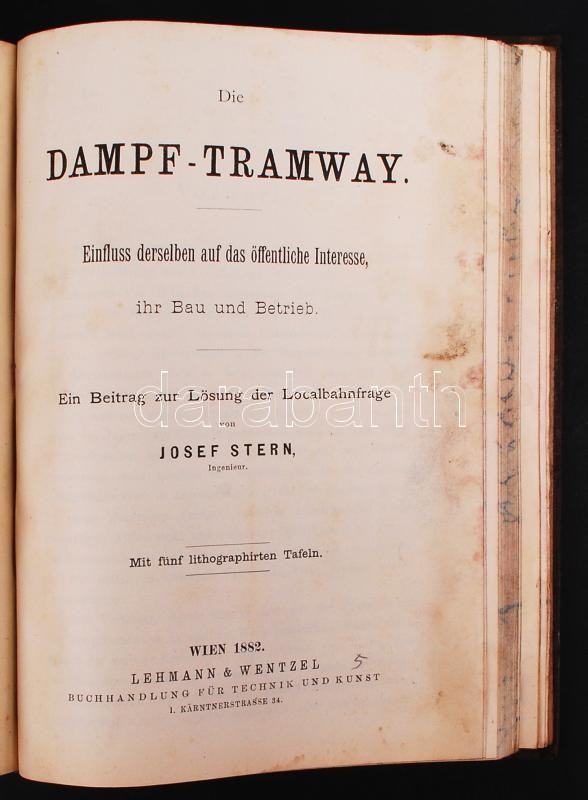 Die
DAMPF-TRAMWAY.
Einfluss derselben auf das öffentliche Interesse,
ihr Bau und Betrieb.
Ein Beitrag zur Lösung der Localbahnfrage
darabanth
von
JOSEF STERN,
Ingenieur.
Mit fünf lithographirten Tafeln.
WIEN 1882.
LEHMANN & WENTZEL
5
BUCHHANDLUNG FÜR TECHNIK UND KUNST
I. KÄRNTNERSTRASSE 34.